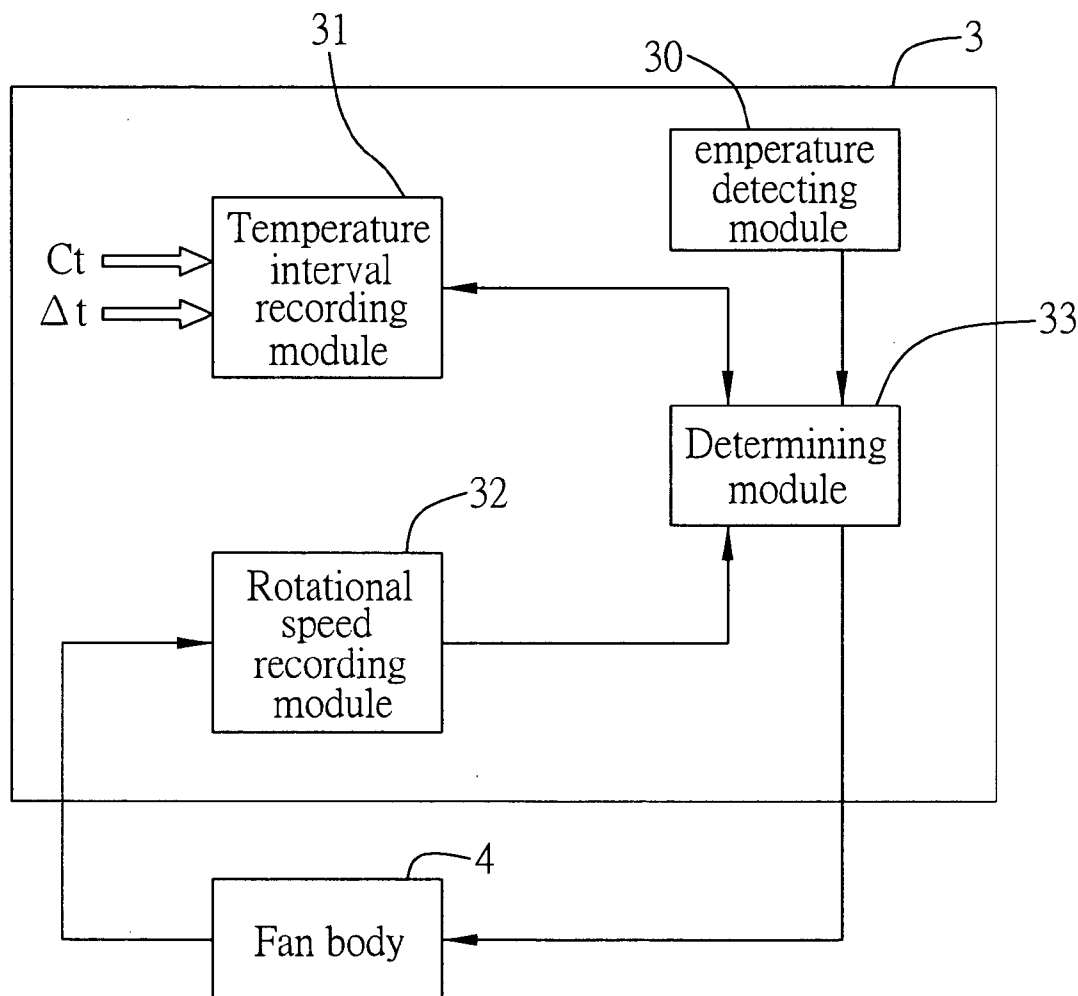 31
30
3
emperature
detecting
module
Temperature
interval
recording
module
Ct
Δt
33
Determining
module
32
Rotational
speed
recording
module
4
Fan body